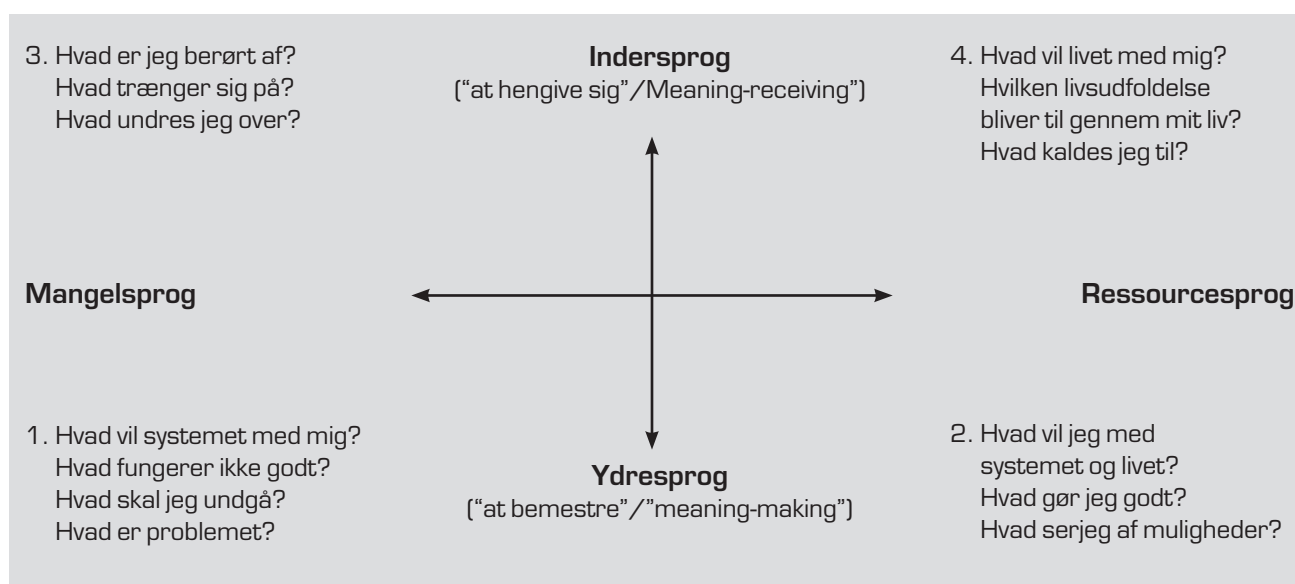 3. Hvad er jeg berørt af?
Hvad trænger sig på?
Hvad undres jeg over?
Indersprog
(“at hengive sig”/Meaning-receiving”)
4. Hvad vil livet med mig?
Hvilken livsudfoldelse
bliver til gennem mit liv?
Hvad kaldes jeg til?
Mangelsprog
Ressourcesprog
1. Hvad vil systemet med mig?
Hvad fungerer ikke godt?
Hvad skal jeg undgå?
Hvad er problemet?
Ydresprog
(“at bemestre”/”meaning-making”)
2. Hvad vil jeg med
systemet og livet?
Hvad gør jeg godt?
Hvad serjeg af muligheder?